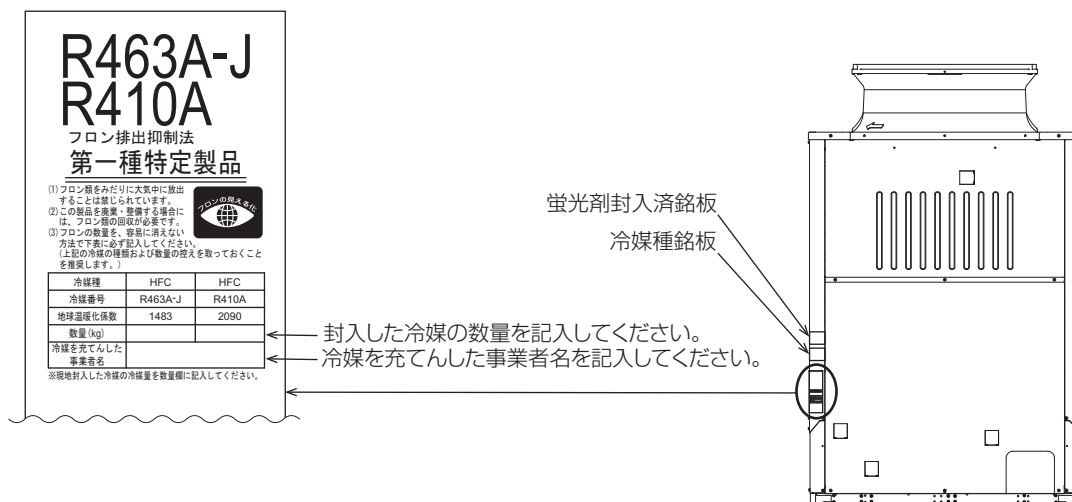 R463A-J
R410A
フロン排出抑制法
第一種特定製品
(1)フロン類をみだりに大気中に放出
することは禁じられています。
(2)この製品を廃棄・整備する場合に
は、フロン類の回収が必要です。
(3)フロンの数量を、容易に消えない
方法で下表に必ず記入してください。
(上記の冷媒の種類および数量の控えを取っておくこと
を推奨します。)
フロンの見える化
冷媒種 HFC HFC
冷媒番号 R463A-J R410A
地球温暖化係数 1483 2090
数量(kg)
冷媒を充てんした
事業者名
※現地封入した冷媒の冷媒量を数量欄に記入してください。
封入した冷媒の数量を記入してください。
冷媒を充てんした事業者名を記入してください。
蛍光剤封入済銘板
冷媒種銘板